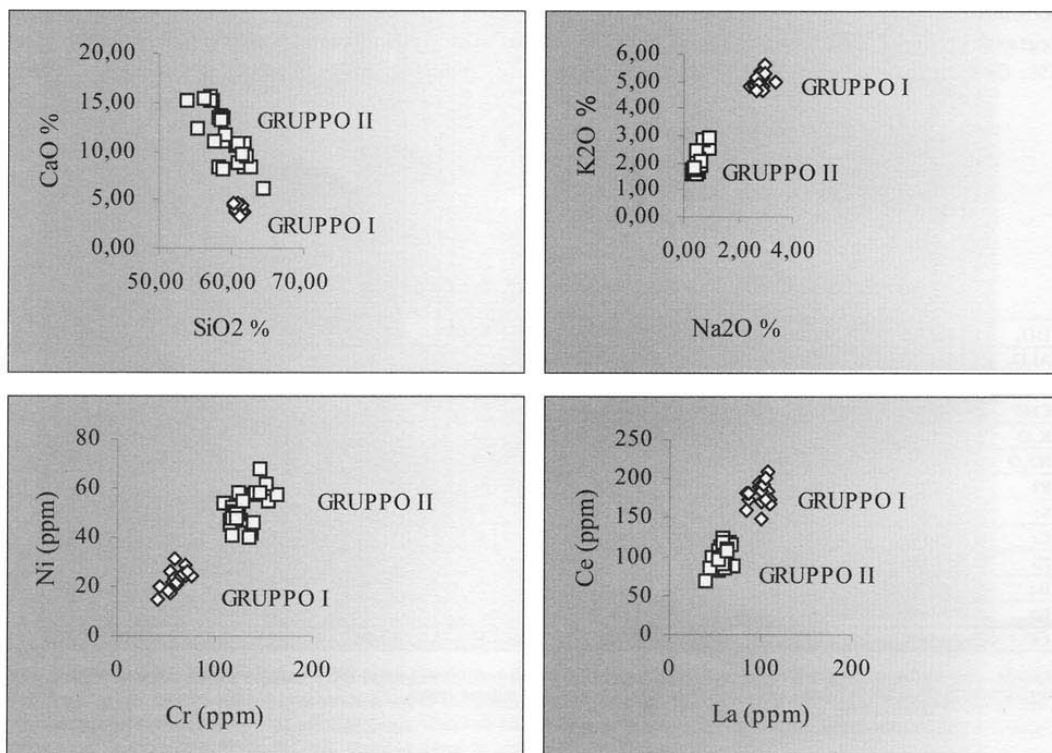 20,00
15,00
10,00
5,00
0,00
CaO %
GRUPPO II
GRUPPO I
50,00 60,00 70,00
SiO2 %
6,00
5,00
4,00
3,00
2,00
1,00
0,00
K2O %
GRUPPO I
GRUPPO II
0,00 2,00 4,00
Na2O %
80
60
40
20
0
Ni (ppm)
GRUPPO II
GRUPPO I
0 100 200
Cr (ppm)
250
200
150
100
50
0
Ce (ppm)
GRUPPO I
GRUPPO II
0 100 200
La (ppm)